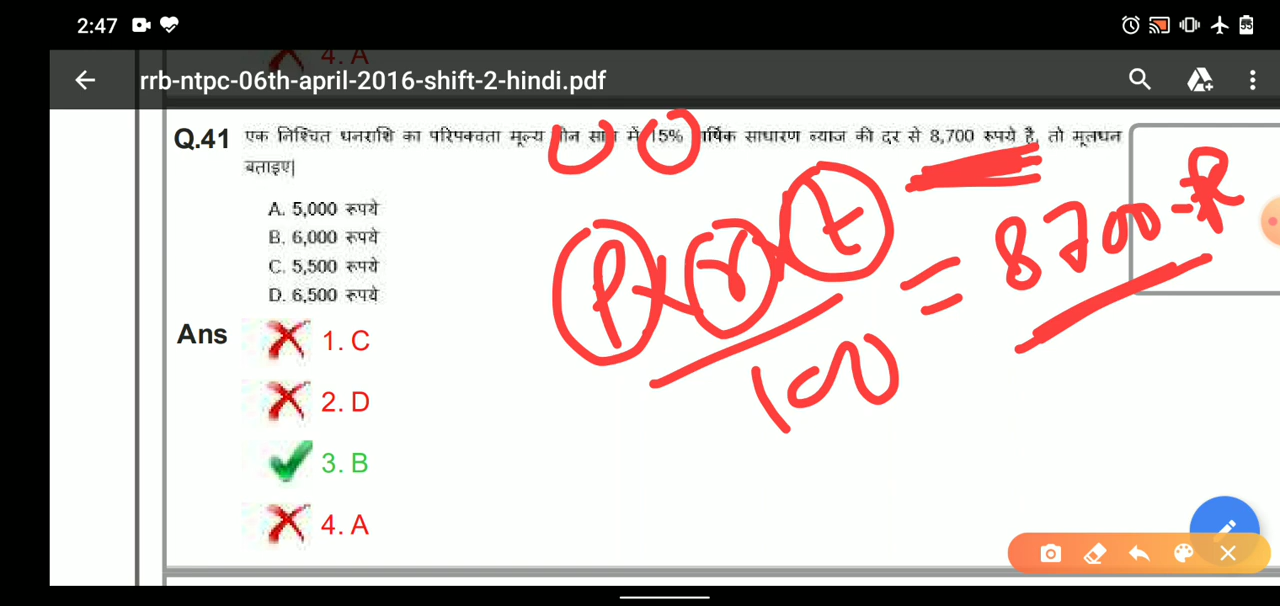 2:47
55
4. A
rrb-ntpc-06th-april-2016-shift-2-hindi.pdf
Q.41 एक निश्चित धनराशि का परिपक्वता मूल्य तीन साल में 15% वार्षिक साधारण ब्याज की दर से 8,700 रूपये है, तो मूलधन
बताइए|
A. 5,000 रूपये
B. 6,000 रूपये
C. 5,500 रूपये
D. 6,500 रूपये
Ans 1. C
2. D
3. B
4. A
p×r×t = 8700-P
100